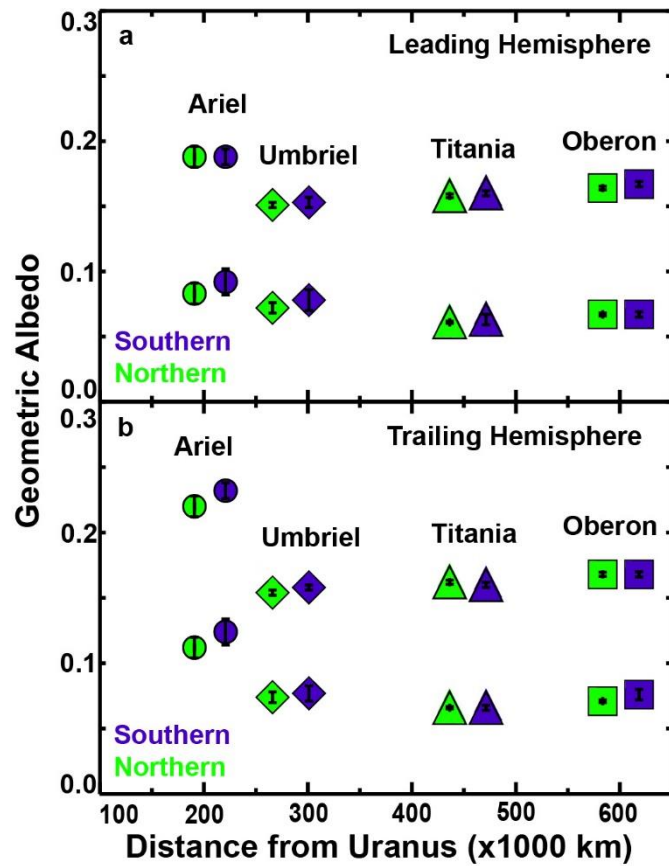 0.3
a
Leading Hemisphere
Ariel
Umbriel
Titania
Oberon
0.2
0.1
Southern
Northern
0.0
0.3
b
Trailing Hemisphere
Ariel
Umbriel
Titania
Oberon
0.2
0.1
Southern
Northern
0.0
Geometric Albedo
100 200 300 400 500 600
Distance from Uranus (x1000 km)